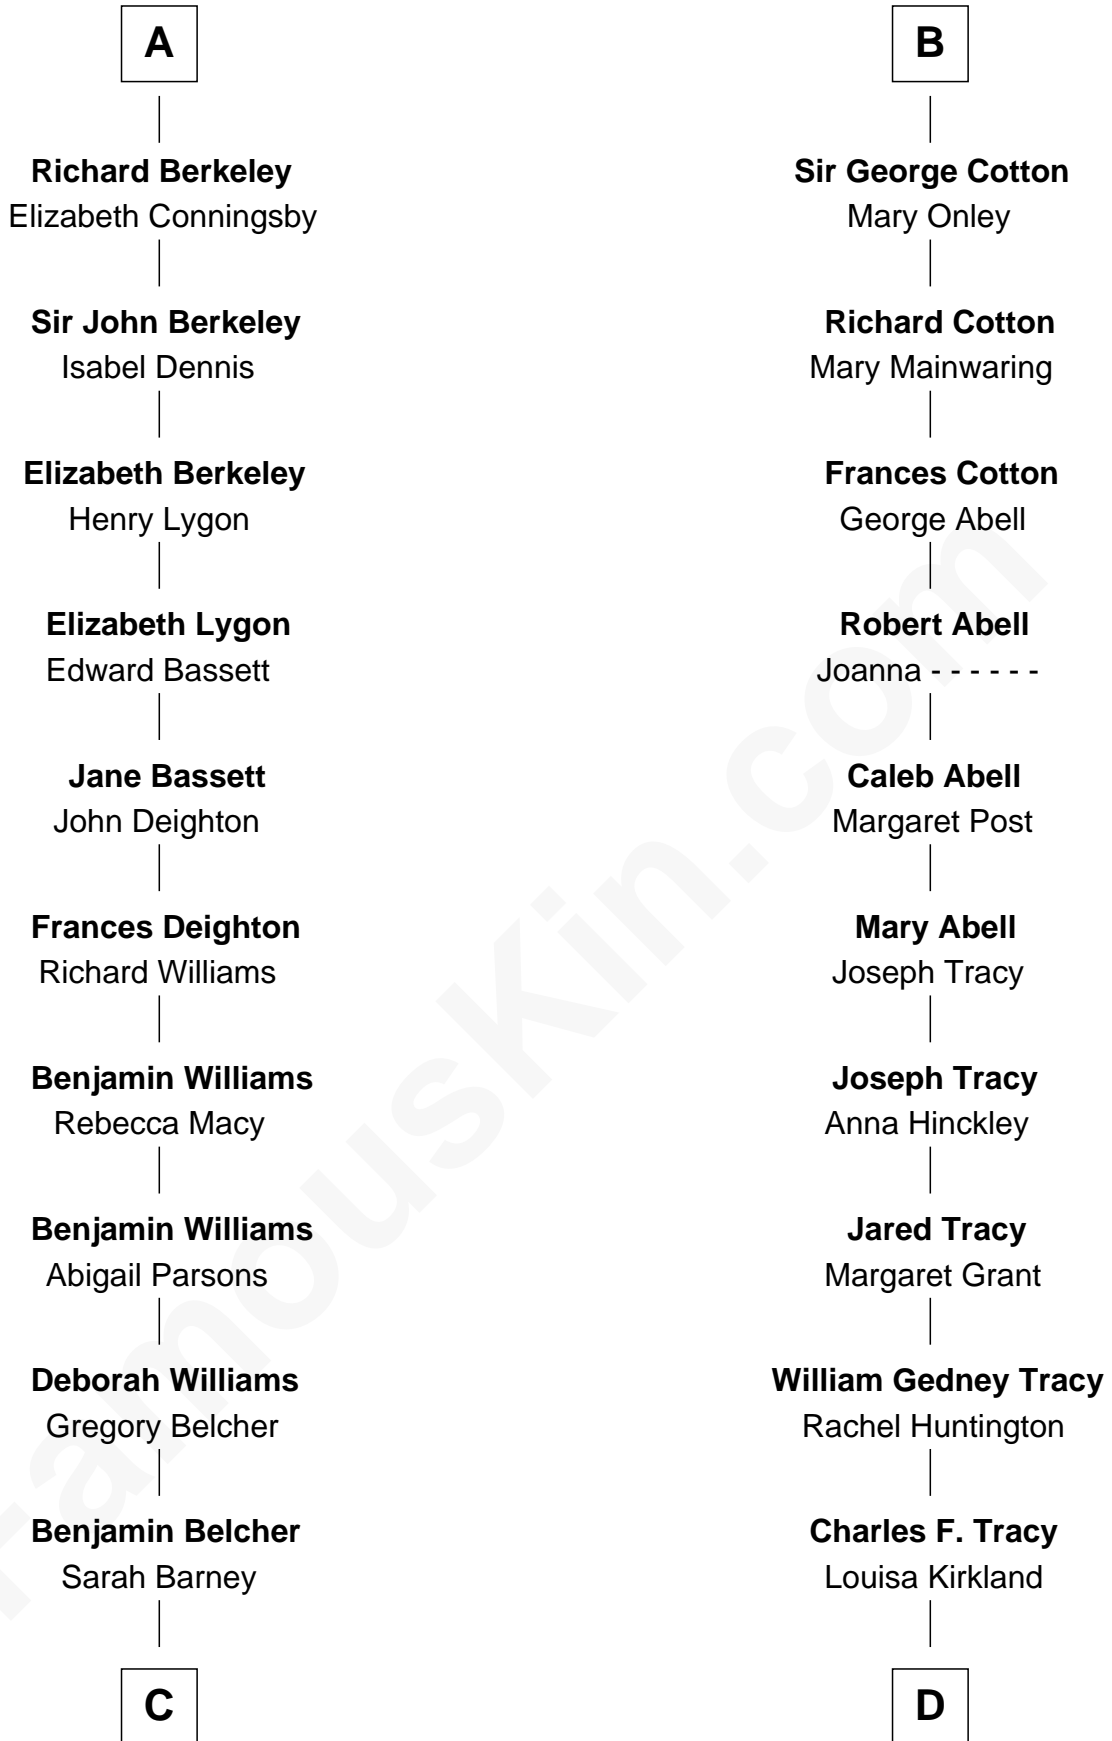 A
Richard Berkeley
Elizabeth Conningsby
Sir John Berkeley
Isabel Dennis
Elizabeth Berkeley
Henry Lygon
Elizabeth Lygon
Edward Bassett
Jane Bassett
John Deighton
Frances Deighton
Richard Williams
Benjamin Williams
Rebecca Macy
Benjamin Williams
Abigail Parsons
Deborah Williams
Gregory Belcher
Benjamin Belcher
Sarah Barney
C
B
Sir George Cotton
Mary Onley
Richard Cotton
Mary Mainwaring
Frances Cotton
George Abell
Robert Abell
Joanna - - - - - -
Caleb Abell
Margaret Post
Mary Abell
Joseph Tracy
Joseph Tracy
Anna Hinckley
Jared Tracy
Margaret Grant
William Gedney Tracy
Rachel Huntington
Charles F. Tracy
Louisa Kirkland
D
FamousKin.com